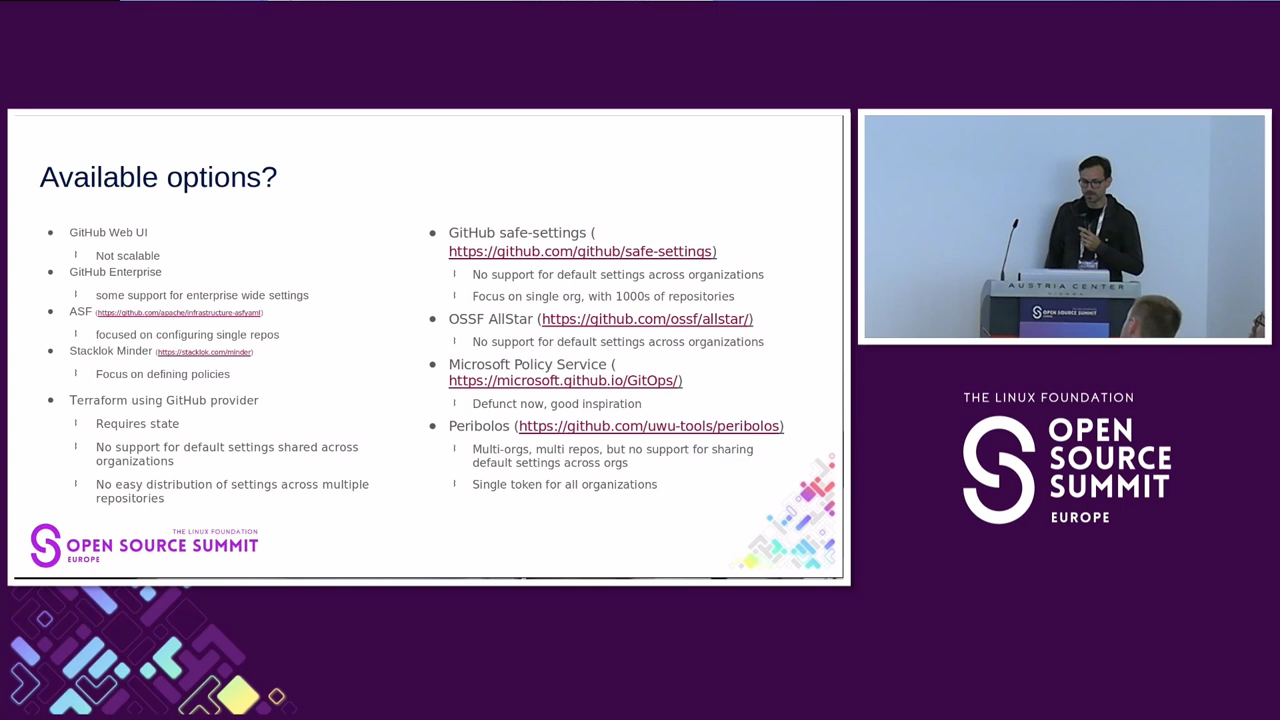 Available options?
GitHub Web UI
Not scalable
GitHub Enterprise
some support for enterprise wide settings
ASF (https://github.com/apache/infrastructure-asfyaml)
focused on configuring single repos
Stacklok Minder (https://stacklok.com/minder)
Focus on defining policies
Terraform using GitHub provider
Requires state
No support for default settings shared across
organizations
No easy distribution of settings across multiple
repositories
GitHub safe-settings (
https://github.com/github/safe-settings)
No support for default settings across organizations
Focus on single org, with 1000s of repositories
OSSF AllStar (https://github.com/ossf/allstar/)
No support for default settings across organizations
Microsoft Policy Service (
https://microsoft.github.io/GitOps/)
Defunct now, good inspiration
Peribolos (https://github.com/uwu-tools/peribolos)
Multi-orgs, multi repos, but no support for sharing
default settings across orgs
Single token for all organizations
THE LINUX FOUNDATION
OPEN SOURCE SUMMIT
EUROPE
AUSTRIA CENTER
OPEN SOURCE SUMMIT
THE LINUX FOUNDATION
OPEN
SOURCE
SUMMIT
EUROPE